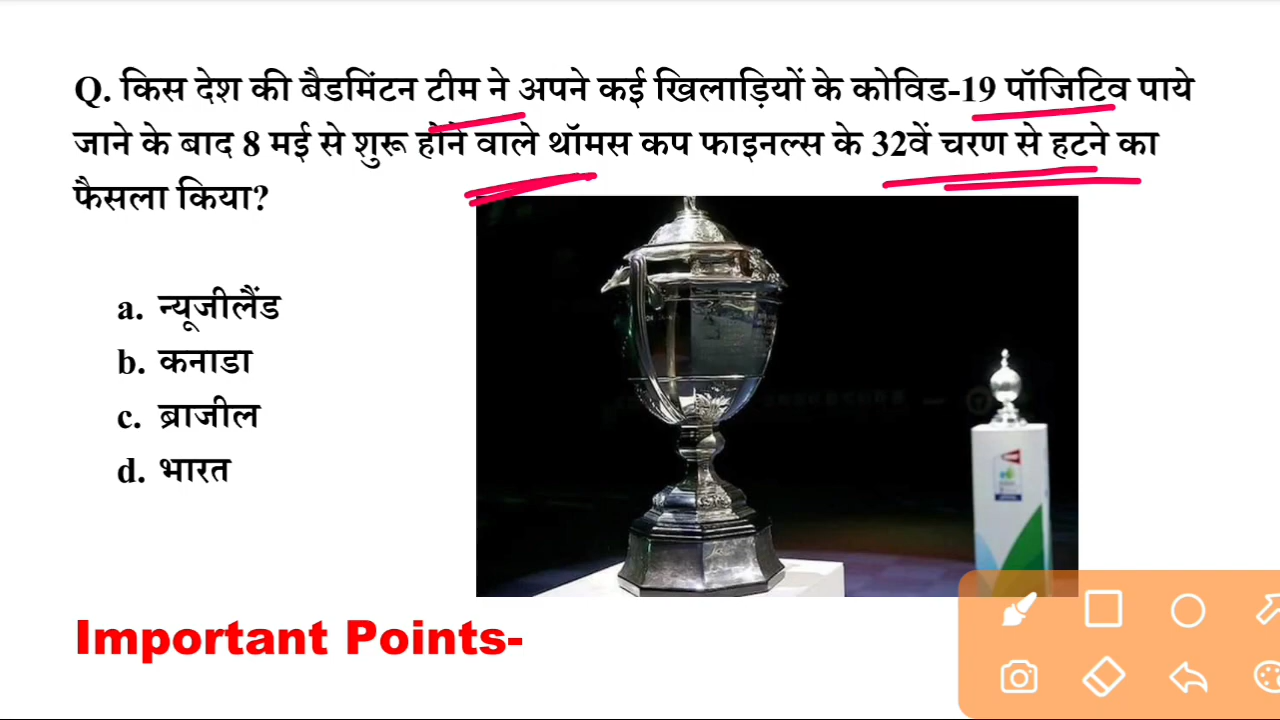 Q. किस देश की बैडमिंटन टीम ने अपने कई खिलाड़ियों के कोविड-19 पॉजिटिव पाये
जाने के बाद 8 मई से शुरू होने वाले थॉमस कप फाइनल्स के 32वें चरण से हटने का
फैसला किया?
a. न्यूजीलैंड
b. कनाडा
c. ब्राजील
d. भारत
Important Points-